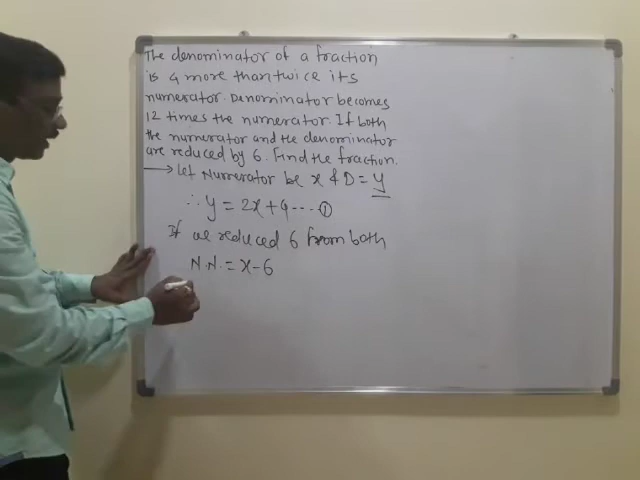 The denominator of a fraction
is 4 more than twice its
numerator. Denominator becomes
12 times the numerator. If both
the numerator and the denominator
are reduced by 6. Find the fraction.
→ Let Numerator be x & D = y
∴ y = 2x + 4 --- ①
If we reduced 6 from both
N.N. = x - 6